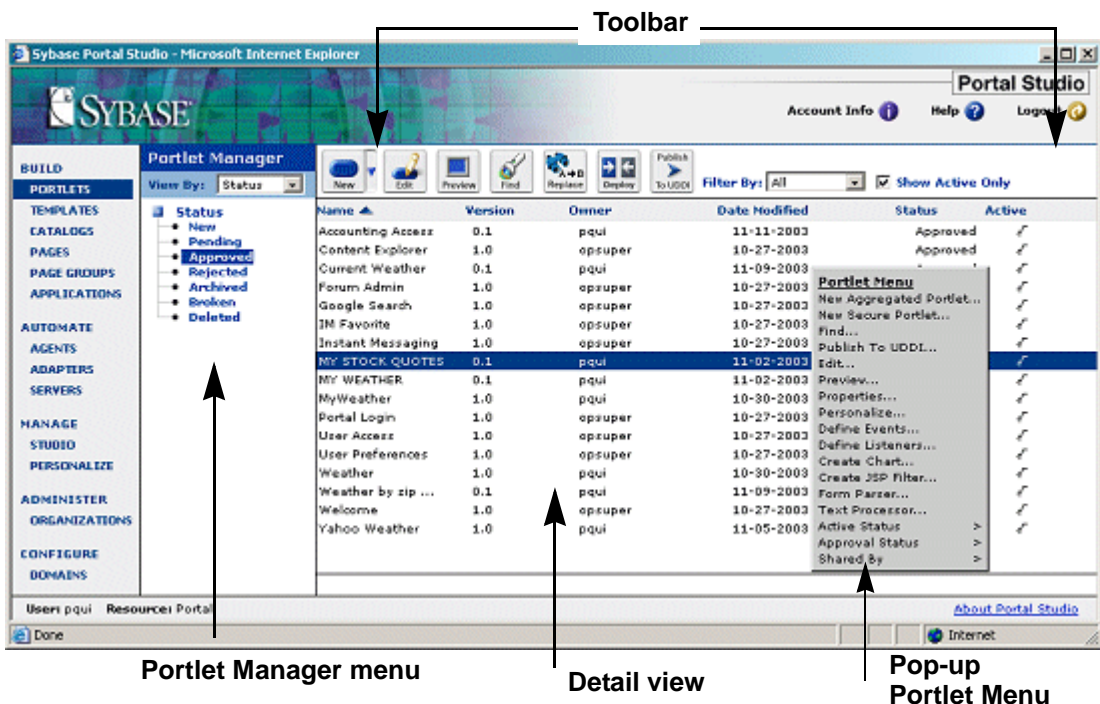 Toolbar
Sybase Portal Studio - Microsoft Internet Explorer
SYBASE
Portal Studio
Account Info Help Logout
BUILD
PORTLETS
TEMPLATES
CATALOGS
PAGES
PAGE GROUPS
APPLICATIONS
AUTOMATE
AGENTS
ADAPTERS
SERVERS
MANAGE
STUDIO
PERSONALIZE
ADMINISTER
ORGANIZATIONS
CONFIGURE
DOMAINS
Portlet Manager
View By: Status
Status
New
Pending
Approved
Rejected
Archived
Broken
Deleted
New Edit Preview Find Replace Deploy Publish To UDDI
A→B
Filter By: All Show Active Only
Name Version Owner Date Modified Status Active
Accounting Access 0.1 pqui 11-11-2003 Approved
Content Explorer 1.0 opsuper 10-27-2003 Approved
Current Weather 0.1 pqui 11-09-2003
Forum Admin 1.0 opsuper 10-27-2003
Google Search 1.0 opsuper 10-27-2003
IM Favorite 1.0 opsuper 10-27-2003
Instant Messaging 1.0 opsuper 10-27-2003
MY STOCK QUOTES 0.1 pqui 11-02-2003
MY WEATHER 0.1 pqui 11-02-2003
MyWeather 1.0 pqui 10-30-2003
Portal Login 1.0 opsuper 10-27-2003
User Access 1.0 opsuper 10-27-2003
User Preferences 1.0 opsuper 10-27-2003
Weather 1.0 pqui 10-30-2003
Weather by zip ... 0.1 pqui 11-09-2003
Welcome 1.0 opsuper 10-27-2003
Yahoo Weather 1.0 pqui 11-05-2003
Portlet Menu
New Aggregated Portlet...
New Secure Portlet...
Find...
Publish To UDDI...
Edit...
Preview...
Properties...
Personalize...
Define Events...
Define Listeners...
Create Chart...
Create JSP Filter...
Form Parser...
Text Processor...
Active Status >
Approval Status >
Shared By >
User: pqui Resource: Portal
About Portal Studio
Done
Internet
Portlet Manager menu
Detail view
Pop-up
Portlet Menu